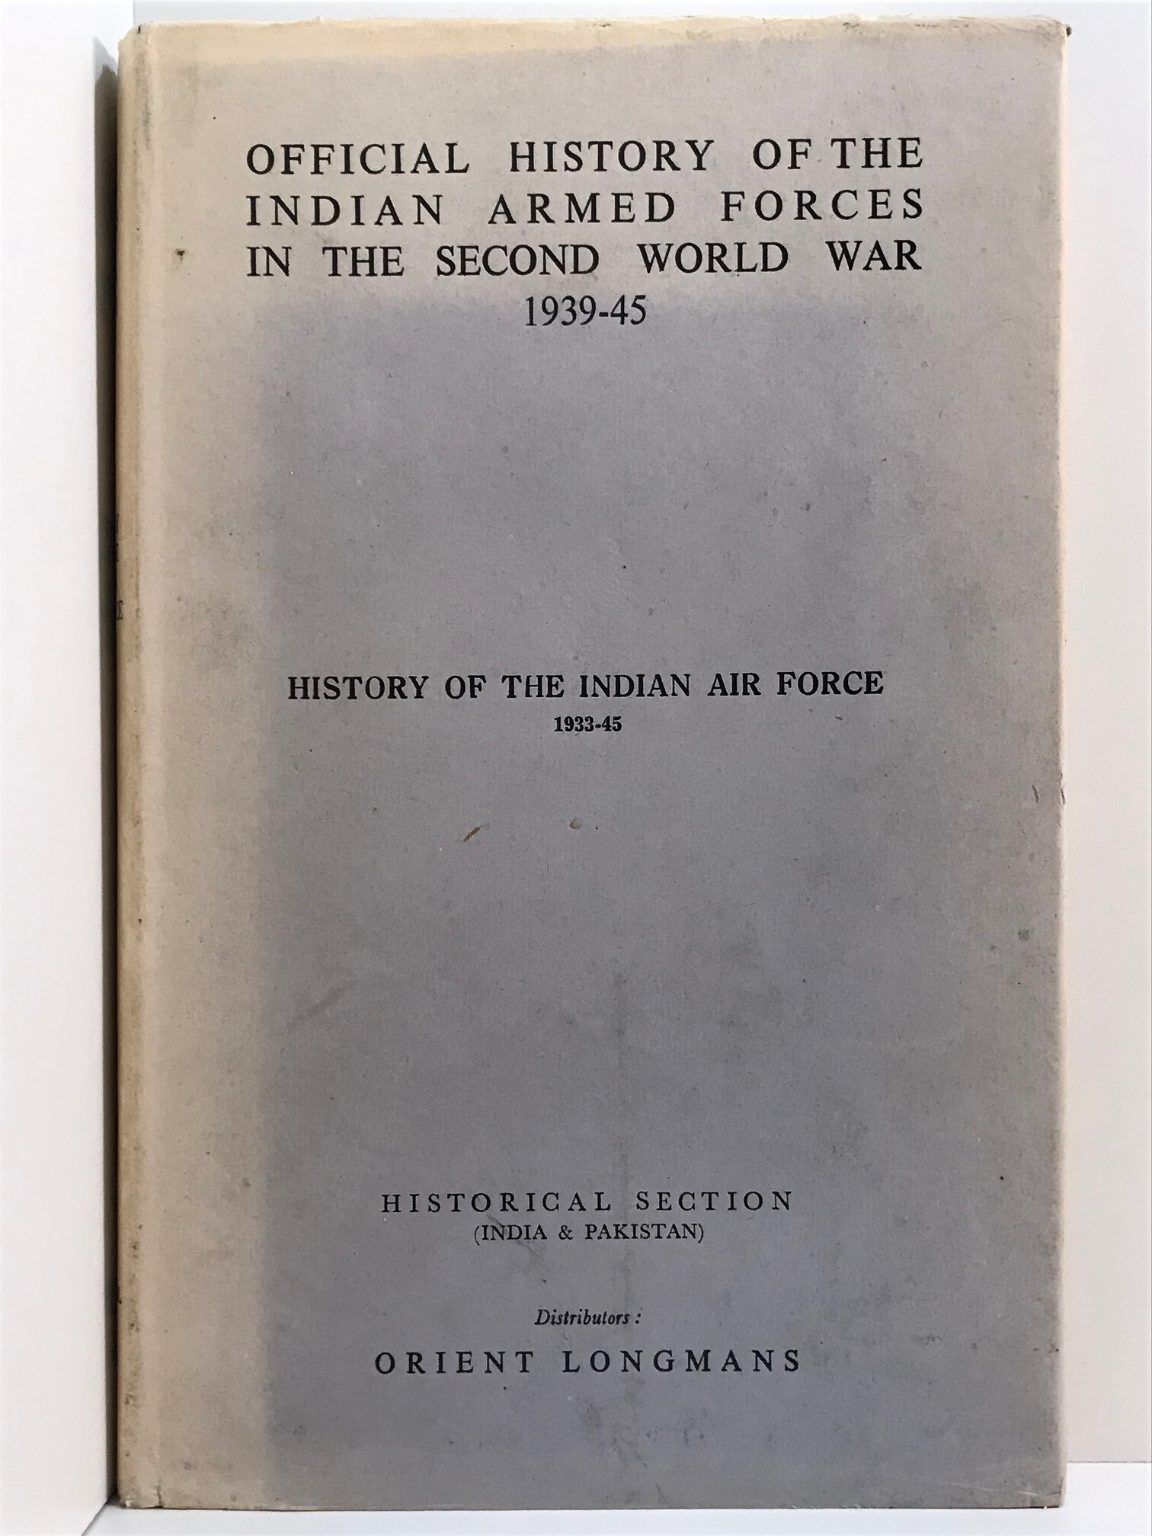 OFFICIAL HISTORY OF THE
INDIAN ARMED FORCES
IN THE SECOND WORLD WAR
1939-45
HISTORY OF THE INDIAN AIR FORCE
1933-45
HISTORICAL SECTION
(INDIA & PAKISTAN)
Distributors :
ORIENT LONGMANS